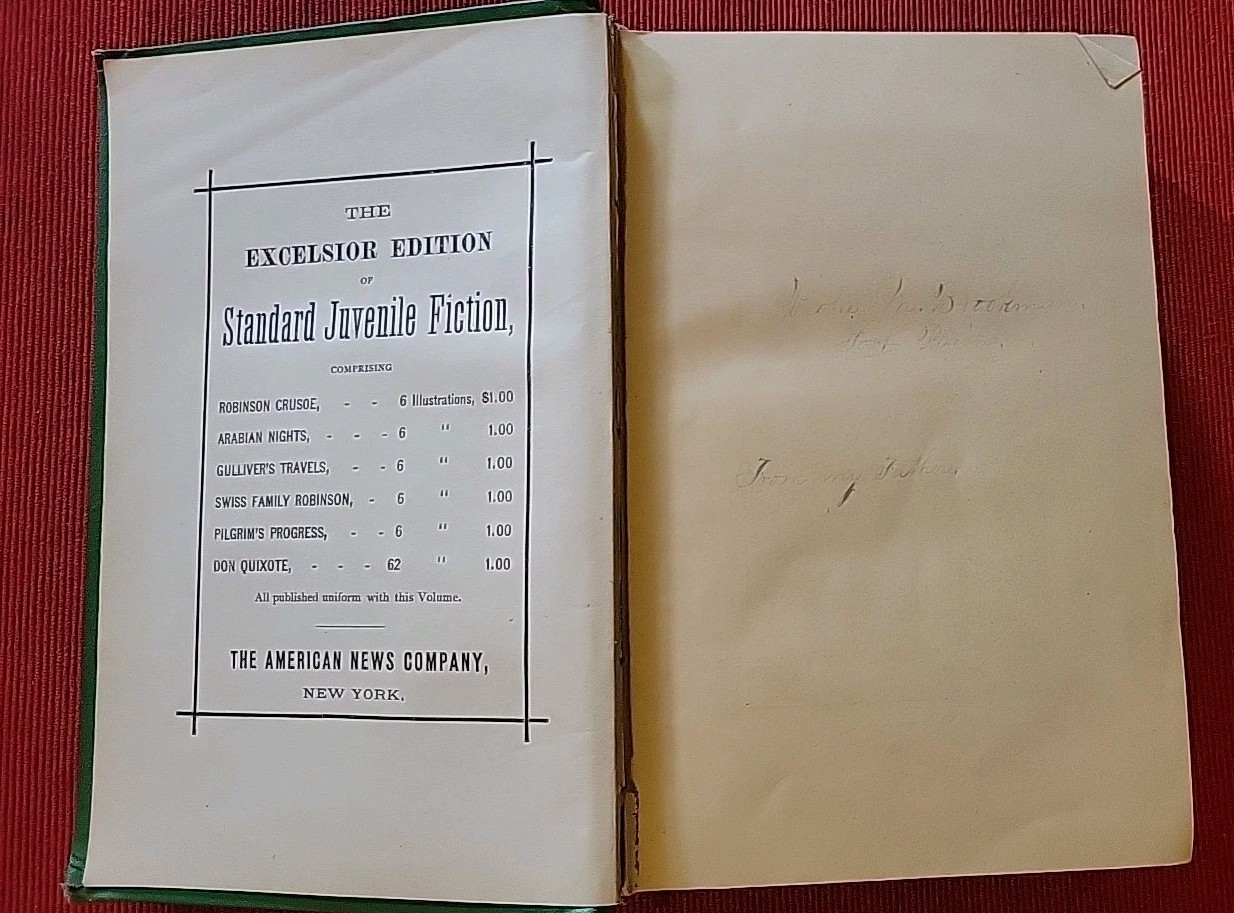 THE
EXCELSIOR EDITION
OF
Standard Juvenile Fiction,
COMPRISING
ROBINSON CRUSOE, - - 6 Illustrations, $1.00
ARABIAN NIGHTS, - - - 6 " 1.00
GULLIVER'S TRAVELS, - - 6 " 1.00
SWISS FAMILY ROBINSON, - 6 " 1.00
PILGRIM'S PROGRESS, - - 6 " 1.00
DON QUIXOTE, - - - 62 " 1.00
All published uniform with this Volume.
THE AMERICAN NEWS COMPANY,
NEW YORK.
From my